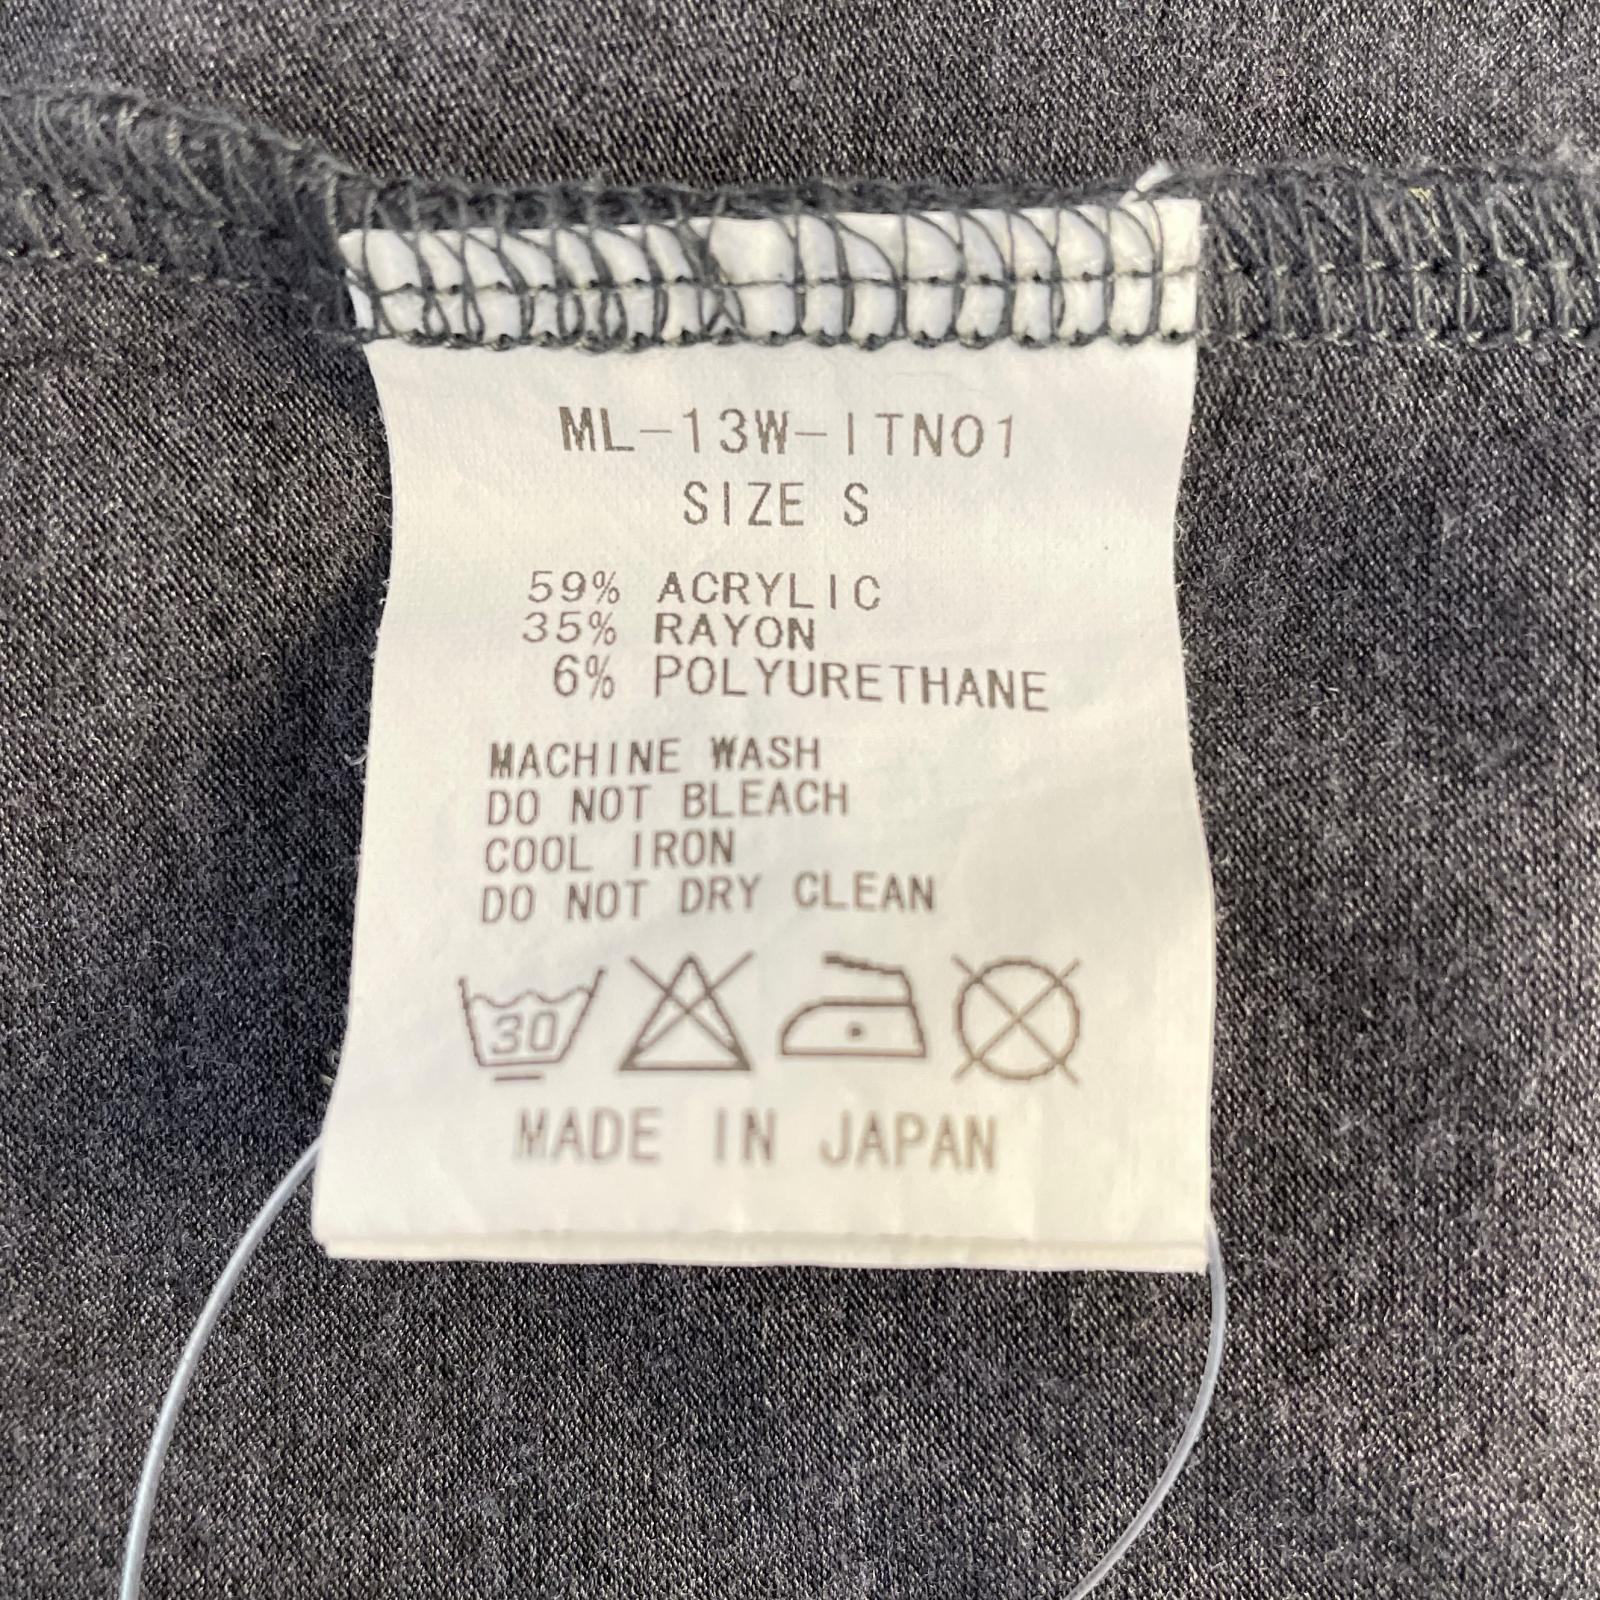 ML-13W-ITN01
SIZE S
59% ACRYLIC
35% RAYON
6% POLYURETHANE
MACHINE WASH
DO NOT BLEACH
COOL IRON
DO NOT DRY CLEAN
30
MADE IN JAPAN